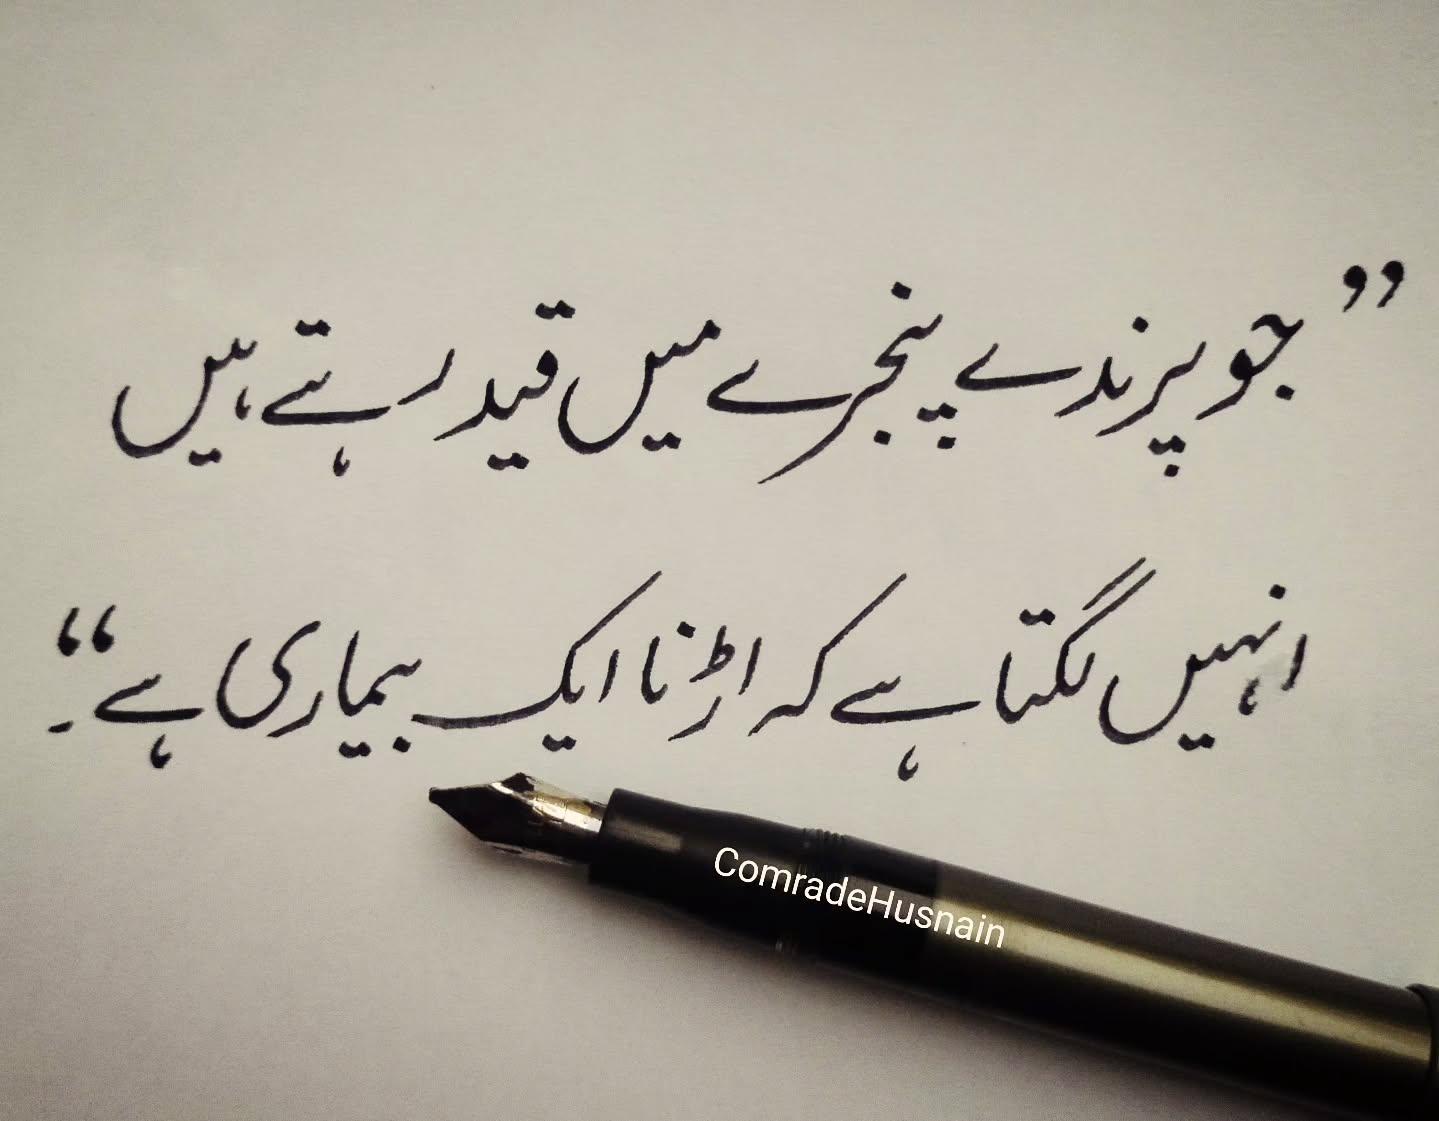 ”جو پرندے پنجرے میں قید رہتے ہیں
انہیں لگتا ہے کہ اڑنا ایک بیماری ہے“۔
ComradeHusnain